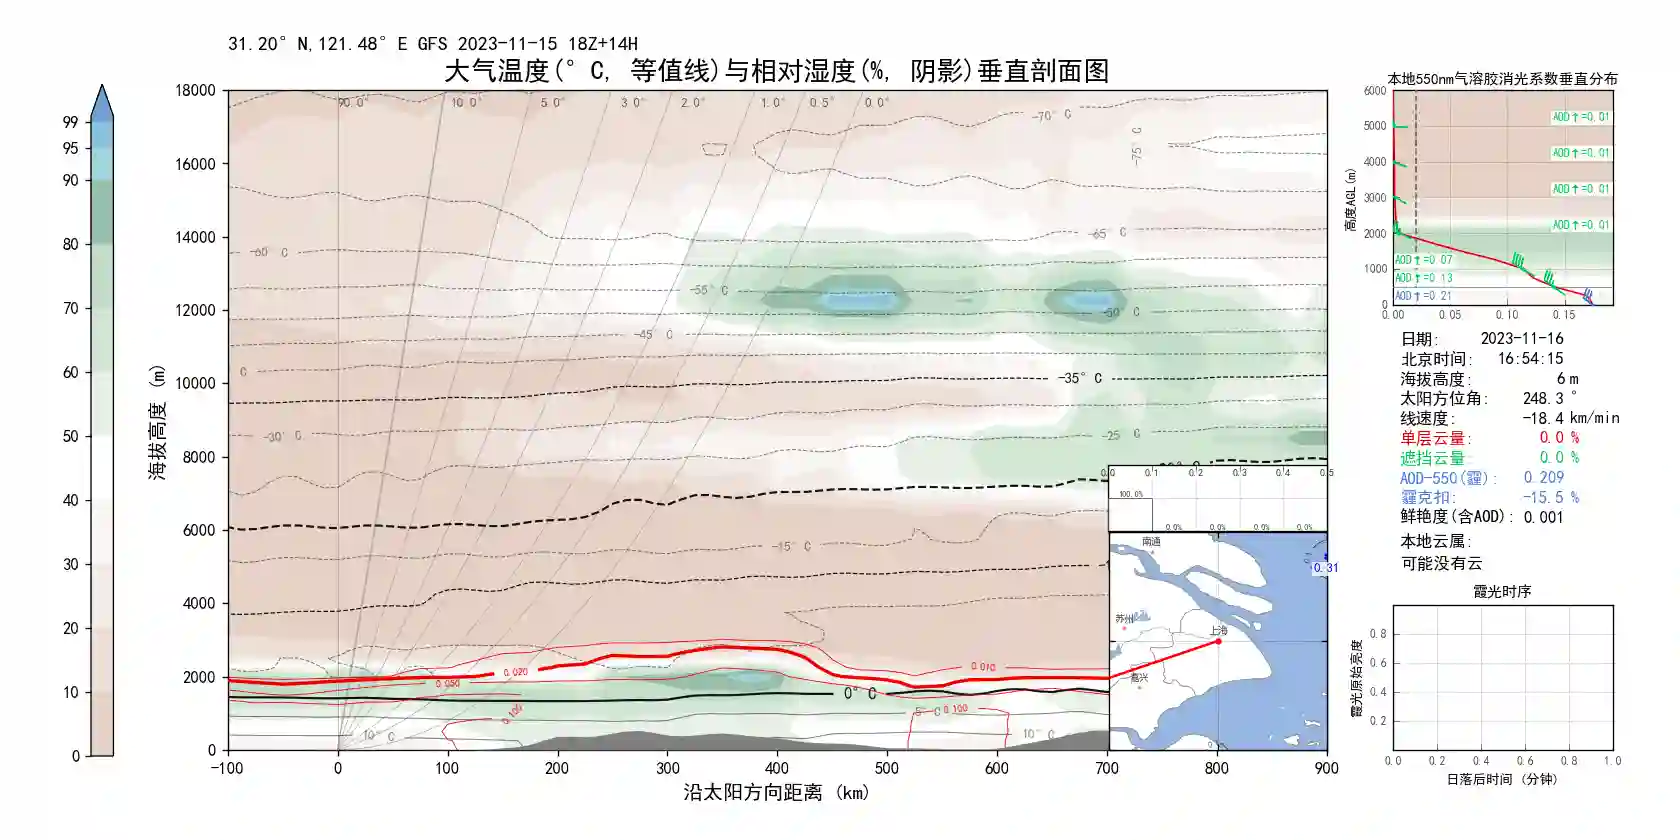 31.20° N,121.48° E GFS 2023-11-15 18Z+14H
大气温度(° C, 等值线)与相对湿度(%, 阴影)垂直剖面图
99
95
90
80
70
60
50
40
30
20
10
0
海拔高度 (m)
18000
16000
14000
12000
10000
8000
6000
4000
2000
0
90.0° 10.0° 5.0° 3.0° 2.0° 1.0° 0.5° 0.0°
-70° C
-75° C
-65° C
-60° C
-55° C
-50° C
-45° C
C
-35° C
-30° C
-25° C
-15° C
0.020
0.050
0.070
0.100
0° C
5° C 0.100
10° C
10° C
-100 0 100 200 300 400 500 600 700 800 900
沿太阳方向距离 (km)
0.0 0.1 0.2 0.3 0.4 0.5
100.0%
0.0% 0.0% 0.0% 0.0%
南通
苏州
上海
嘉兴
0.31
本地550nm气溶胶消光系数垂直分布
高度AGL(m)
6000
5000
4000
3000
2000
1000
0
AOD↑=0.01
AOD↑=0.01
AOD↑=0.01
AOD↑=0.01
AOD↑=0.07
AOD↑=0.13
AOD↑=0.21
0.00 0.05 0.10 0.15
日期: 2023-11-16
北京时间: 16:54:15
海拔高度: 6 m
太阳方位角: 248.3 °
线速度: -18.4 km/min
单层云量: 0.0 %
遮挡云量: 0.0 %
AOD-550(霾): 0.209
霾克扣: -15.5 %
鲜艳度(含AOD): 0.001
本地云属:
可能没有云
霞光时序
霞光原始亮度
0.8
0.6
0.4
0.2
0.0 0.2 0.4 0.6 0.8 1.0
日落后时间 (分钟)